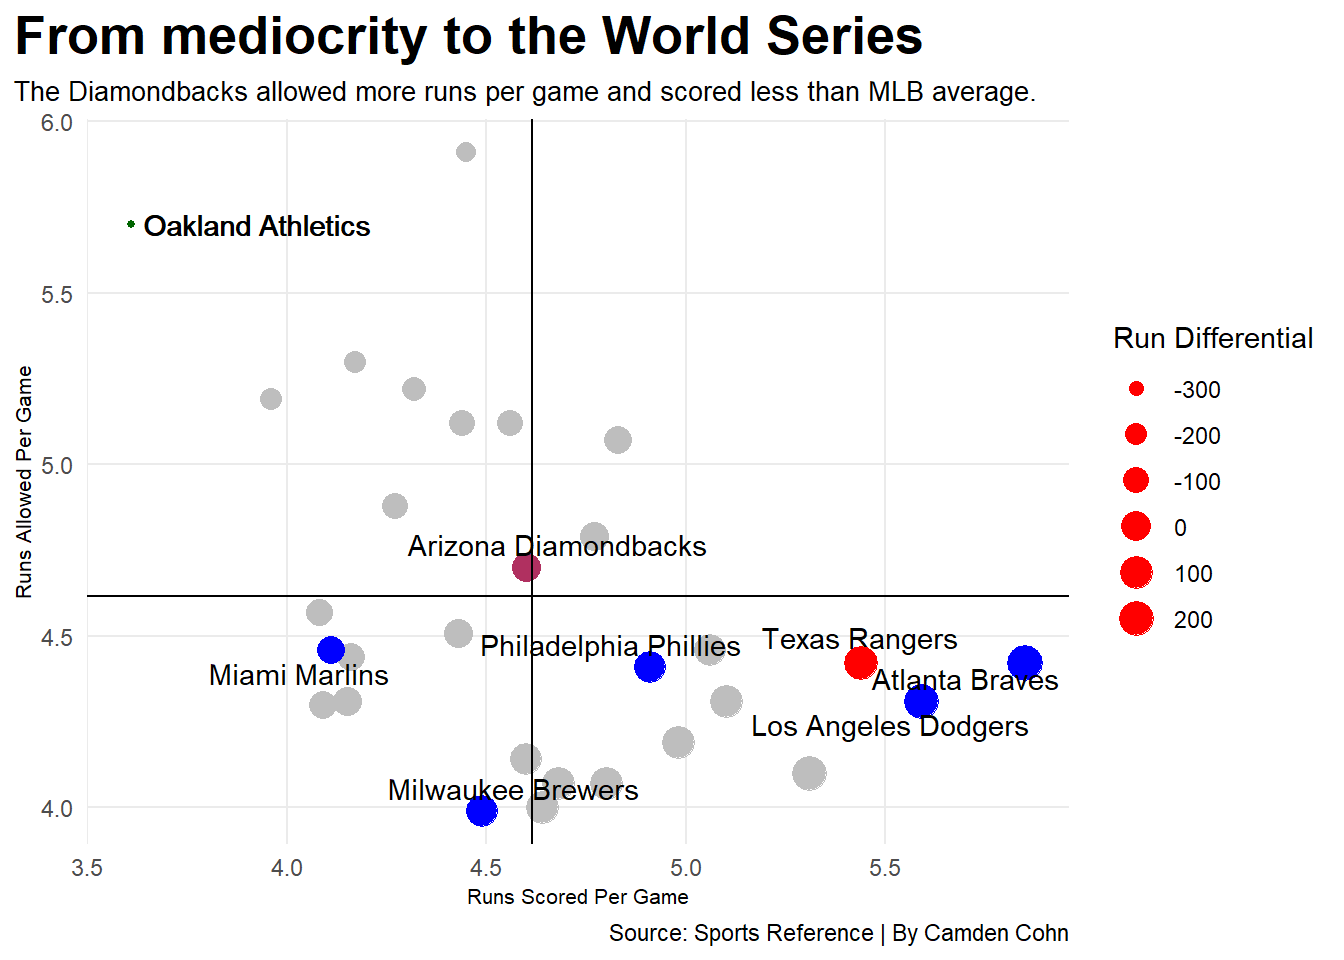 From mediocrity to the World Series
The Diamondbacks allowed more runs per game and scored less than MLB average.
6.0
Oakland Athletics
5.5
Run Differential
-300
-200
5.0
-100
Runs Allowed Per Game
0
Arizona Diamondbacks
100
200
4.5
Philadelphia Phillies
Texas Rangers
Miami Marlins
Atlanta Braves
Los Angeles Dodgers
Milwaukee Brewers
4.0
3.5
4.0
4.5
5.0
5.5
Runs Scored Per Game
Source: Sports Reference | By Camden Cohn